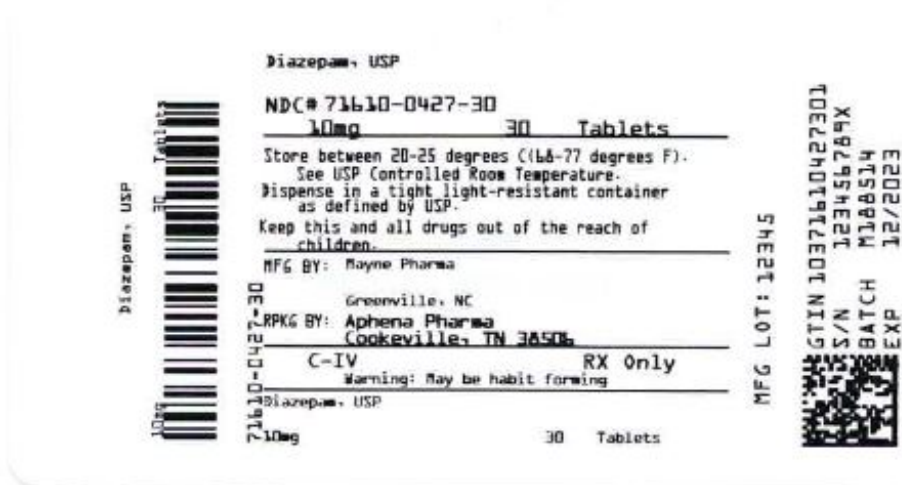 Diazepam, USP
NDC# 71610-0427-30
10mg 30 Tablets
Store between 20-25 degrees C(68-77 degrees F).
See USP Controlled Room Temperature.
Dispense in a tight light-resistant container
as defined by USP.
Keep this and all drugs out of the reach of
children.
MFG BY: Mayne Pharma
Greenville, NC
RPKG BY: Aphena Pharma
Cookeville, TN 38506
C-IV RX Only
Warning: May be habit forming
Diazepam, USP
10mg 30 Tablets
Diazepam, USP
10mg 30 Tablets
71610-0427-30
MFG LOT: 12345
GTIN 10371610427301
S/N 123456789X
BATCH M188514
EXP 12/2023